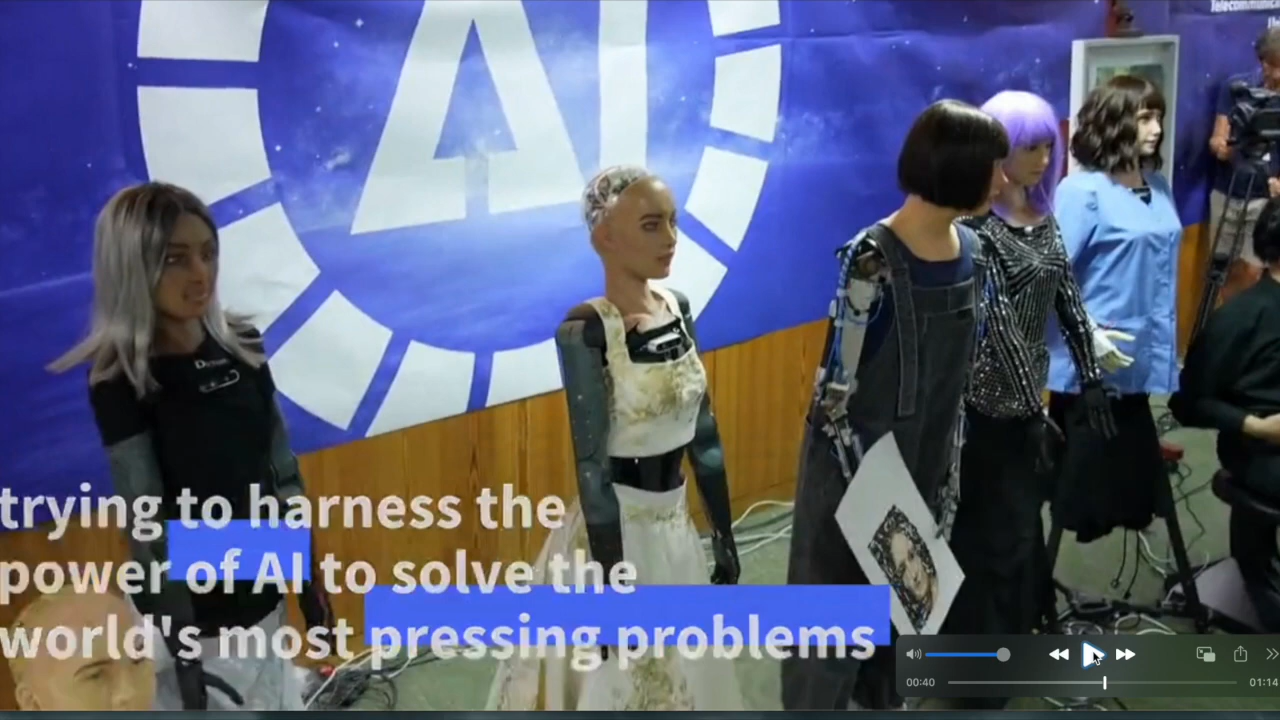 AI
trying to harness the
power of AI to solve the
world's most pressing problems
00:40
01:14